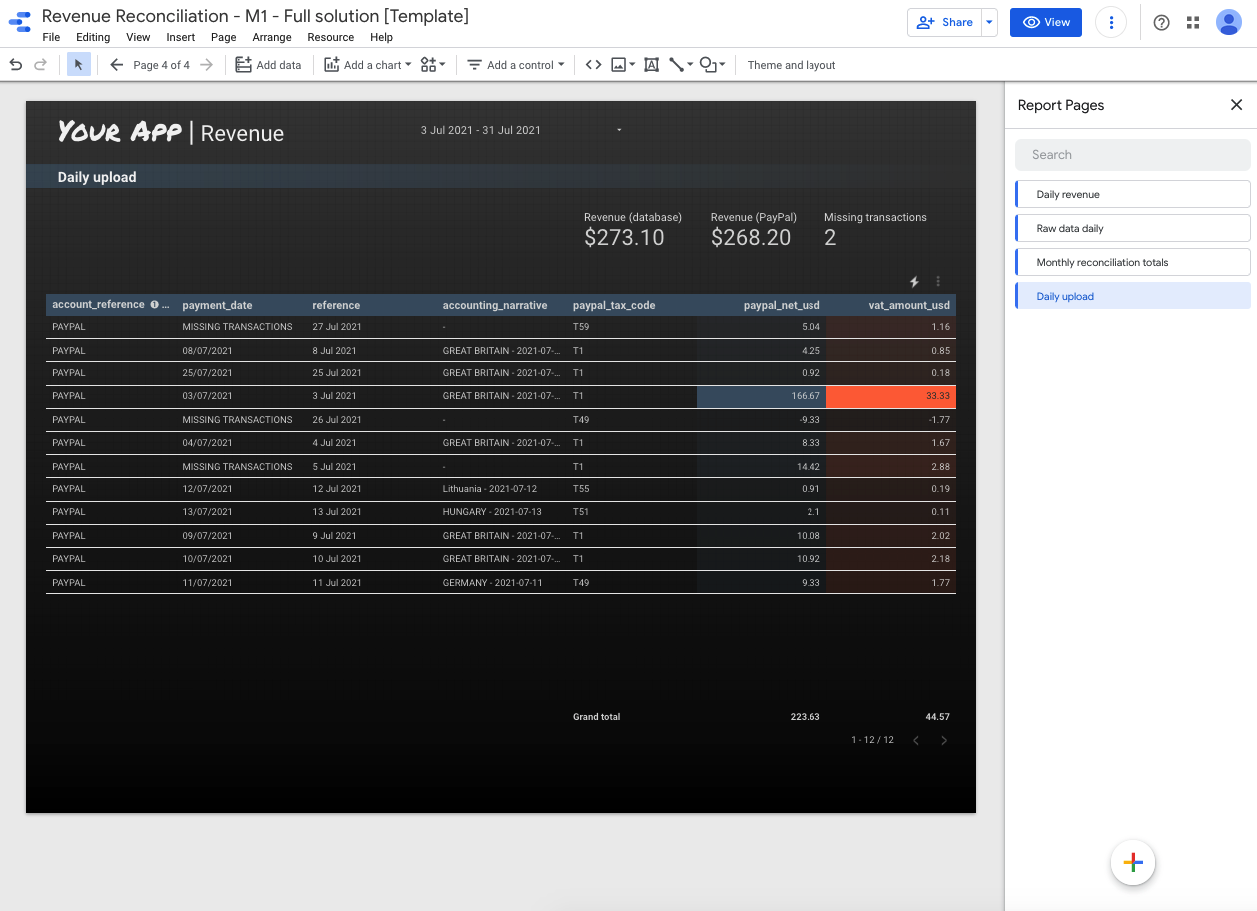 Revenue Reconciliation - M1 - Full solution [Template]
File Editing View Insert Page Arrange Resource Help
Share
View
Page 4 of 4
Add data
Add a chart
Add a control
Theme and layout
Your App | Revenue
3 Jul 2021 - 31 Jul 2021
Daily upload
Revenue (database) Revenue (PayPal) Missing transactions
$273.10 $268.20 2
account_reference ... payment_date reference accounting_narrative paypal_tax_code paypal_net_usd vat_amount_usd
PAYPAL MISSING TRANSACTIONS 27 Jul 2021 - T59 5.04 1.16
PAYPAL 08/07/2021 8 Jul 2021 GREAT BRITAIN - 2021-07-... T1 4.25 0.85
PAYPAL 25/07/2021 25 Jul 2021 GREAT BRITAIN - 2021-07-... T1 0.92 0.18
PAYPAL 03/07/2021 3 Jul 2021 GREAT BRITAIN - 2021-07-... T1 166.67 33.33
PAYPAL MISSING TRANSACTIONS 26 Jul 2021 - T49 -9.33 -1.77
PAYPAL 04/07/2021 4 Jul 2021 GREAT BRITAIN - 2021-07-... T1 8.33 1.67
PAYPAL MISSING TRANSACTIONS 5 Jul 2021 - T1 14.42 2.88
PAYPAL 12/07/2021 12 Jul 2021 Lithuania - 2021-07-12 T55 0.91 0.19
PAYPAL 13/07/2021 13 Jul 2021 HUNGARY - 2021-07-13 T51 2.1 0.11
PAYPAL 09/07/2021 9 Jul 2021 GREAT BRITAIN - 2021-07-... T1 10.08 2.02
PAYPAL 10/07/2021 10 Jul 2021 GREAT BRITAIN - 2021-07-... T1 10.92 2.18
PAYPAL 11/07/2021 11 Jul 2021 GERMANY - 2021-07-11 T49 9.33 1.77
Grand total 223.63 44.57
1 - 12 / 12
Report Pages
Search
Daily revenue
Raw data daily
Monthly reconciliation totals
Daily upload